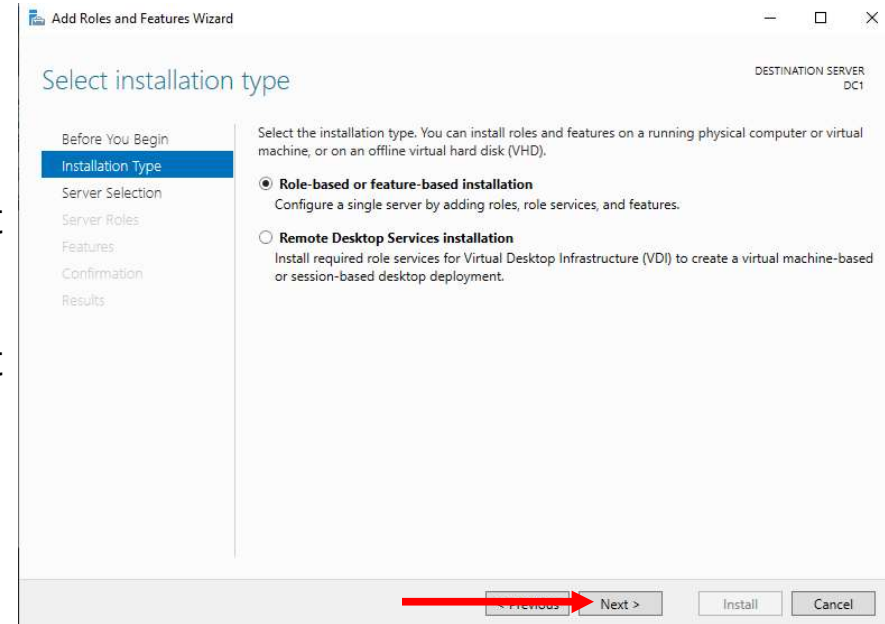 Add Roles and Features Wizard
Select installation type
DESTINATION SERVER
DC1
Before You Begin
Installation Type
Server Selection
Server Roles
Features
Confirmation
Results
Select the installation type. You can install roles and features on a running physical computer or virtual
machine, or on an offline virtual hard disk (VHD).
Role-based or feature-based installation
Configure a single server by adding roles, role services, and features.
Remote Desktop Services installation
Install required role services for Virtual Desktop Infrastructure (VDI) to create a virtual machine-based
or session-based desktop deployment.
< Previous Next > Install Cancel